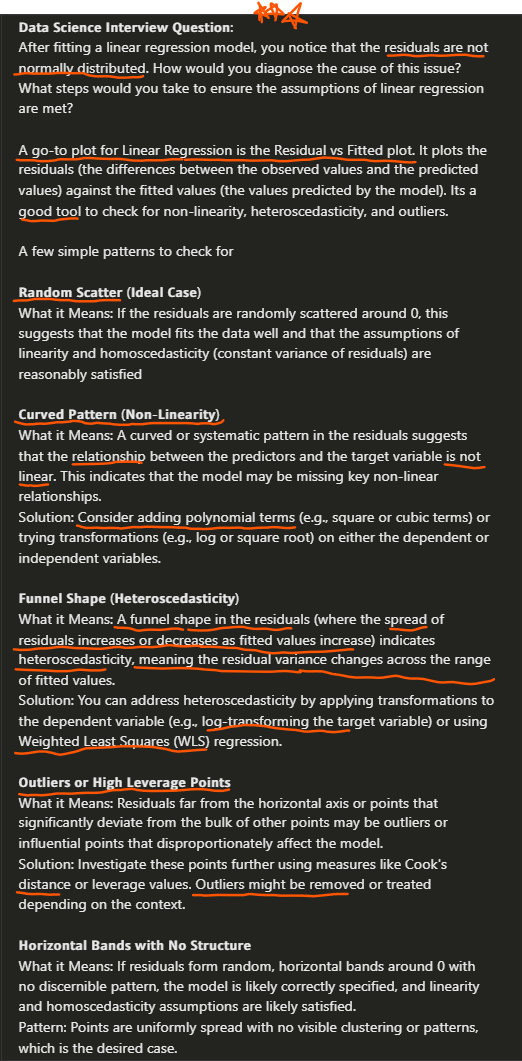 Data Science Interview Question:
After fitting a linear regression model, you notice that the residuals are not
normally distributed. How would you diagnose the cause of this issue?
What steps would you take to ensure the assumptions of linear regression
are met?
A go-to plot for Linear Regression is the Residual vs Fitted plot. It plots the
residuals (the differences between the observed values and the predicted
values) against the fitted values (the values predicted by the model). Its a
good tool to check for non-linearity, heteroscedasticity, and outliers.
A few simple patterns to check for
Random Scatter (Ideal Case)
What it Means: If the residuals are randomly scattered around 0, this
suggests that the model fits the data well and that the assumptions of
linearity and homoscedasticity (constant variance of residuals) are
reasonably satisfied
Curved Pattern (Non-Linearity)
What it Means: A curved or systematic pattern in the residuals suggests
that the relationship between the predictors and the target variable is not
linear. This indicates that the model may be missing key non-linear
relationships.
Solution: Consider adding polynomial terms (e.g., square or cubic terms) or
trying transformations (e.g., log or square root) on either the dependent or
independent variables.
Funnel Shape (Heteroscedasticity)
What it Means: A funnel shape in the residuals (where the spread of
residuals increases or decreases as fitted values increase) indicates
heteroscedasticity, meaning the residual variance changes across the range
of fitted values.
Solution: You can address heteroscedasticity by applying transformations to
the dependent variable (e.g., log-transforming the target variable) or using
Weighted Least Squares (WLS) regression.
Outliers or High Leverage Points
What it Means: Residuals far from the horizontal axis or points that
significantly deviate from the bulk of other points may be outliers or
influential points that disproportionately affect the model.
Solution: Investigate these points further using measures like Cook's
distance or leverage values. Outliers might be removed or treated
depending on the context.
Horizontal Bands with No Structure
What it Means: If residuals form random, horizontal bands around 0 with
no discernible pattern, the model is likely correctly specified, and linearity
and homoscedasticity assumptions are likely satisfied.
Pattern: Points are uniformly spread with no visible clustering or patterns,
which is the desired case.